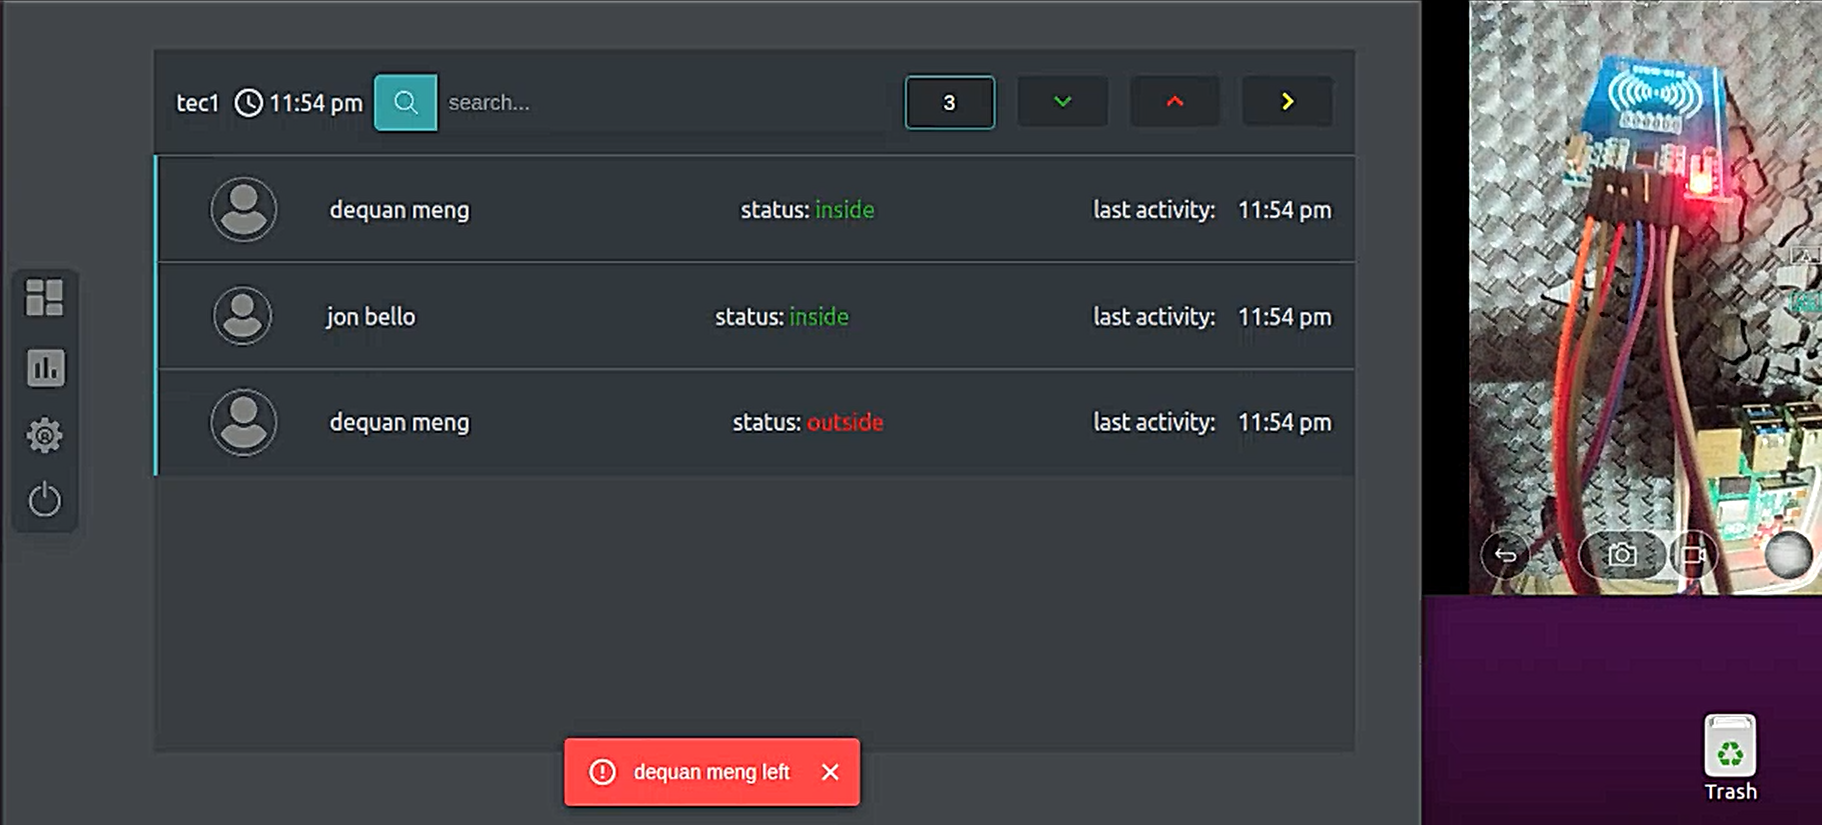 tec1 11:54 pm search... 3
dequan meng status: inside last activity: 11:54 pm
jon bello status: inside last activity: 11:54 pm
dequan meng status: outside last activity: 11:54 pm
dequan meng left
Trash